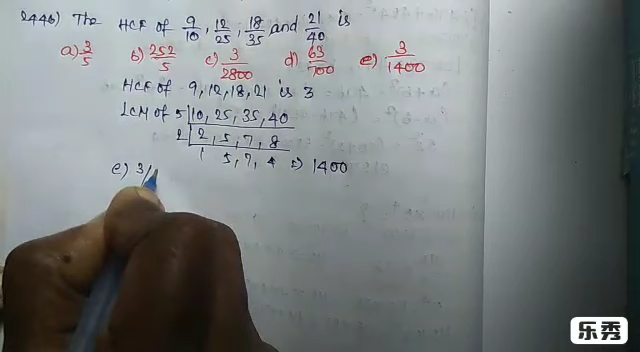 2446) The HCF of 9/10, 12/25, 18/35, and 21/40 is
a) 3/5 b) 252/5 c) 3/2800 d) 63/700 e) 3/1400
HCF of 9, 12, 18, 21 is 3
LCM of 5 | 10, 25, 35, 40
2 | 2, 5, 7, 8
1 5, 7, 4 => 1400
e) 3/
乐秀